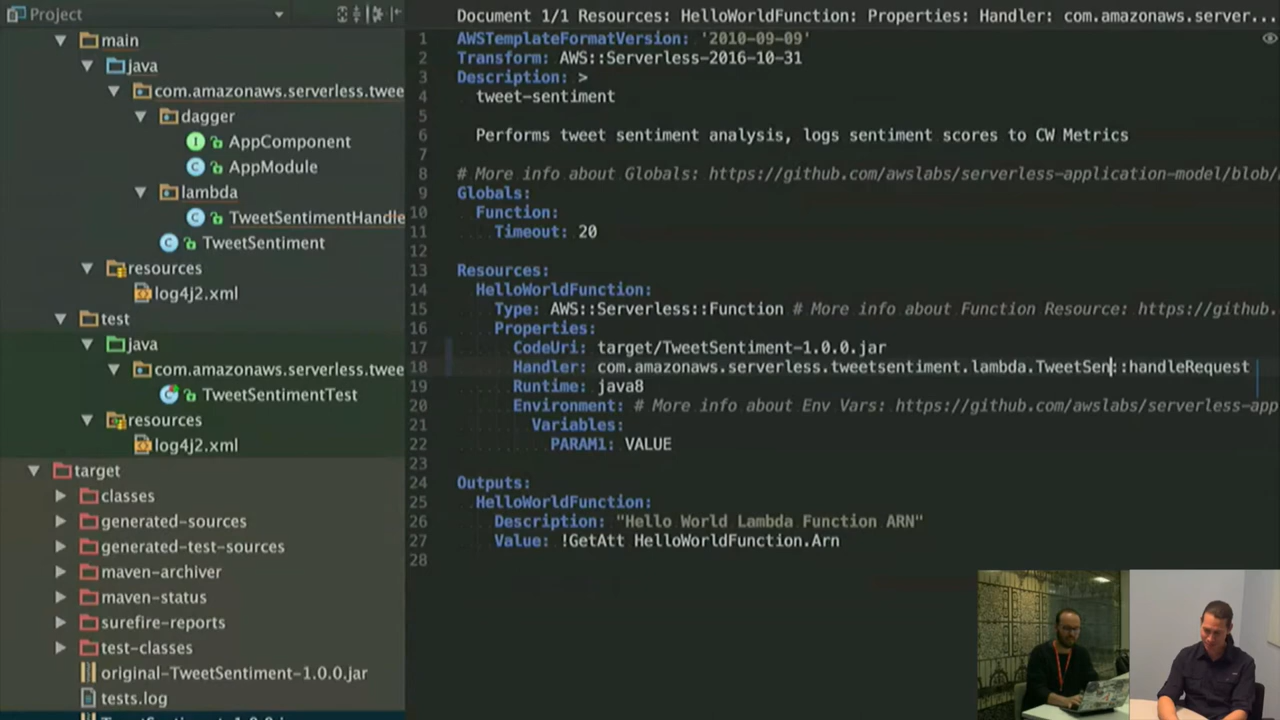 Project
main
java
com.amazonaws.serverless.twee
dagger
AppComponent
AppModule
lambda
TweetSentimentHandle
TweetSentiment
resources
log4j2.xml
test
java
com.amazonaws.serverless.twee
TweetSentimentTest
resources
log4j2.xml
target
classes
generated-sources
generated-test-sources
maven-archiver
maven-status
surefire-reports
test-classes
original-TweetSentiment-1.0.0.jar
tests.log
Document 1/1 Resources: HelloWorldFunction: Properties: Handler: com.amazonaws.server...
1 AWSTemplateFormatVersion: '2010-09-09'
2 Transform: AWS::Serverless-2016-10-31
3 Description: >
4 tweet-sentiment
5
6 Performs tweet sentiment analysis, logs sentiment scores to CW Metrics
7
8 # More info about Globals: https://github.com/awslabs/serverless-application-model/blob/
9 Globals:
10 Function:
11 Timeout: 20
12
13 Resources:
14 HelloWorldFunction:
15 Type: AWS::Serverless::Function # More info about Function Resource: https://github.
16 Properties:
17 CodeUri: target/TweetSentiment-1.0.0.jar
18 Handler: com.amazonaws.serverless.tweetsentiment.lambda.TweetSen::handleRequest
19 Runtime: java8
20 Environment: # More info about Env Vars: https://github.com/awslabs/serverless-app
21 Variables:
22 PARAM1: VALUE
23
24 Outputs:
25 HelloWorldFunction:
26 Description: "Hello World Lambda Function ARN"
27 Value: !GetAtt HelloWorldFunction.Arn
28